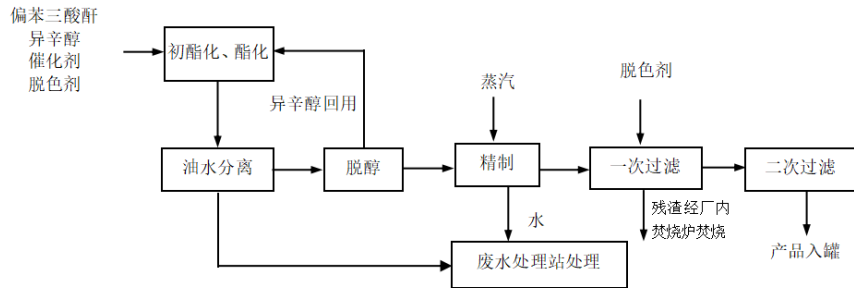 偏苯三酸酐
异辛醇
催化剂
脱色剂
初酯化、酯化
异辛醇回用
蒸汽
脱色剂
油水分离
脱醇
精制
一次过滤
二次过滤
水
残渣经厂内
焚烧炉焚烧
产品入罐
废水处理站处理